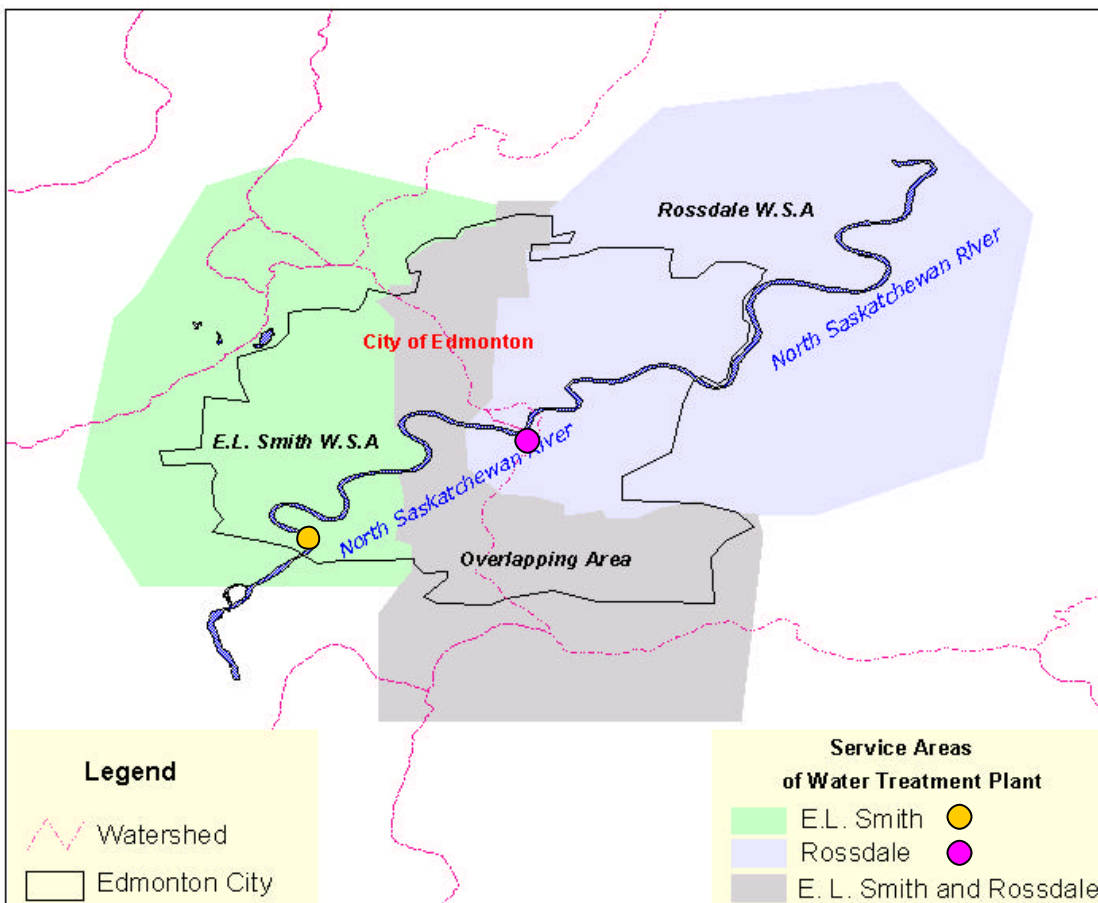 Rossdale W.S.A
North Saskatchewan River
City of Edmonton
E.L. Smith W.S.A
North Saskatchewan River
Overlapping Area
Legend
Watershed
Edmonton City
Service Areas
of Water Treatment Plant
E.L. Smith
Rossdale
E. L. Smith and Rossdale